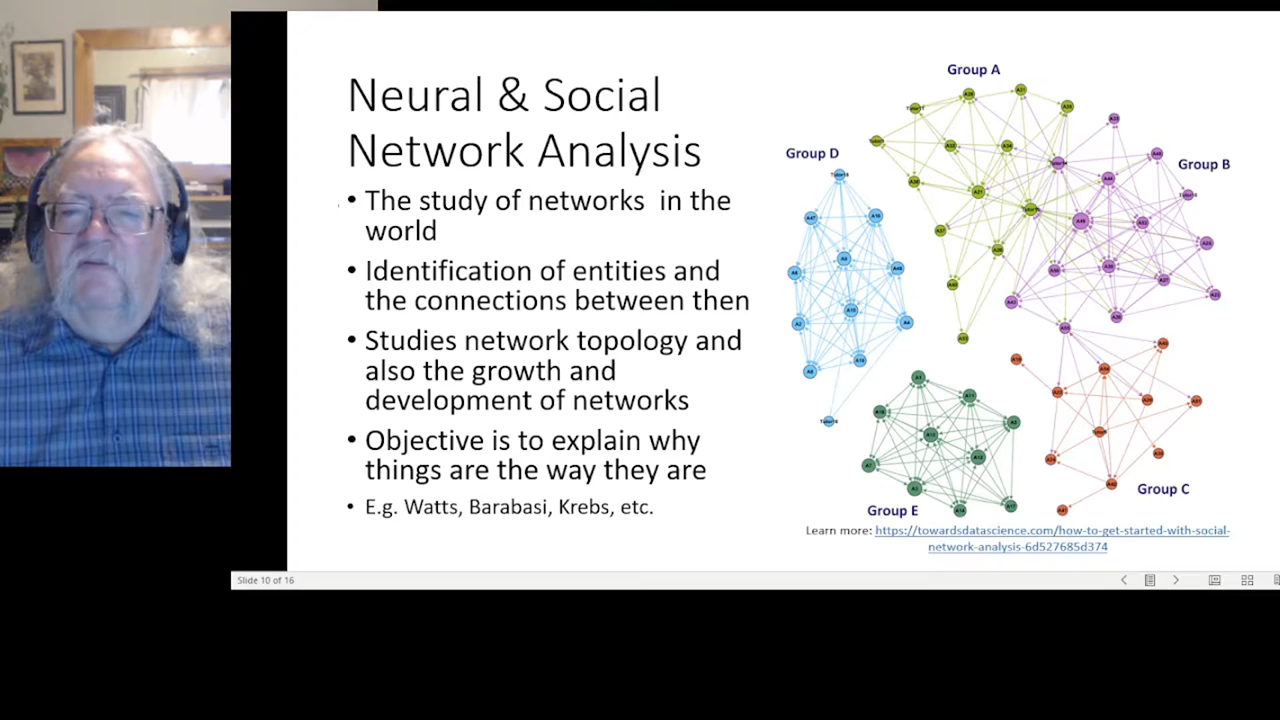 Neural & Social
Network Analysis
• The study of networks  in the
world
• Identification of entities and
the connections between then
• Studies network topology and
also the growth and
development of networks
• Objective is to explain why
things are the way they are
• E.g. Watts, Barabasi, Krebs, etc.
Group A
Group D
Group B
Group E
Group C
Learn more: https://towardsdatascience.com/how-to-get-started-with-social-
network-analysis-6d527685d374
Slide 10 of 16